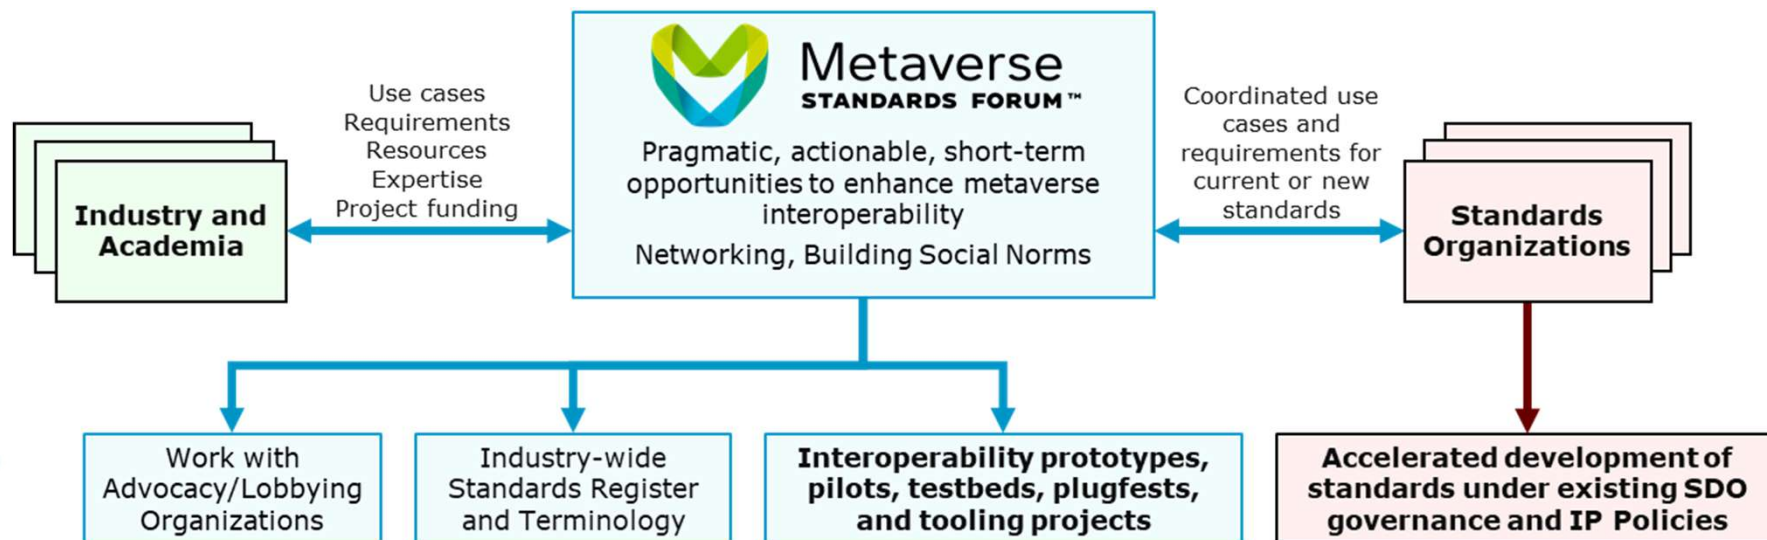 Metaverse
STANDARDS FORUM™
Pragmatic, actionable, short-term
opportunities to enhance metaverse
interoperability
Networking, Building Social Norms
Use cases
Requirements
Resources
Expertise
Project funding
Industry and
Academia
Coordinated use
cases and
requirements for
current or new
standards
Standards
Organizations
Work with
Advocacy/Lobbying
Organizations
Industry-wide
Standards Register
and Terminology
Interoperability prototypes,
pilots, testbeds, plugfests,
and tooling projects
Accelerated development of
standards under existing SDO
governance and IP Policies